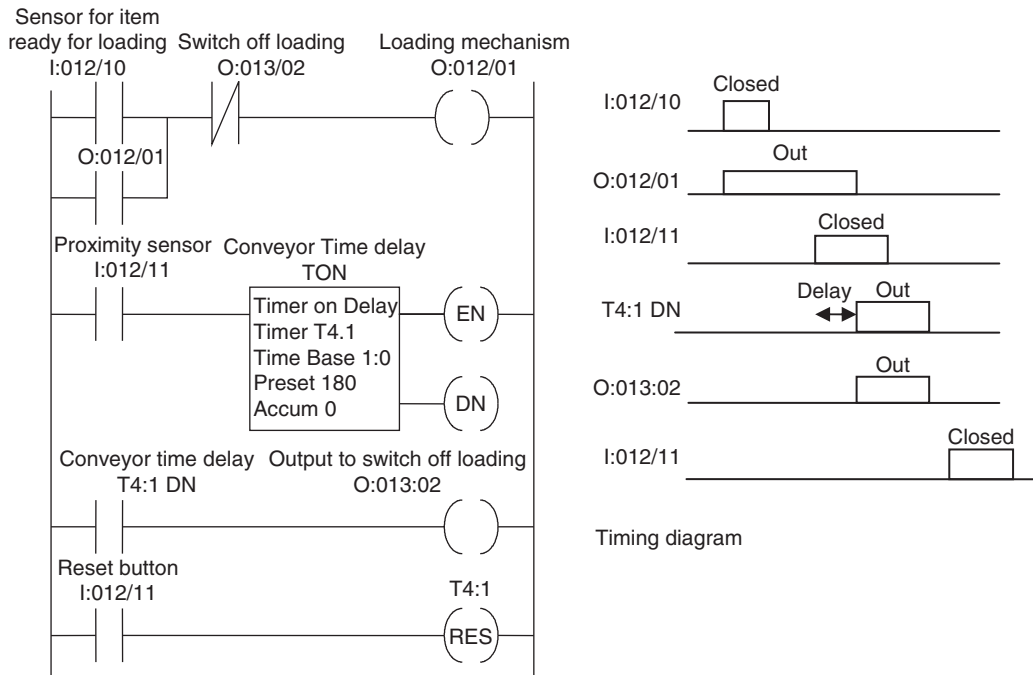 Sensor for item
ready for loading
I:012/10
Switch off loading
O:013/02
Loading mechanism
O:012/01
O:012/01
Proximity sensor
I:012/11
Conveyor Time delay
TON
Timer on Delay
Timer T4.1
Time Base 1:0
Preset 180
Accum 0
EN
DN
Conveyor time delay
T4:1 DN
Output to switch off loading
O:013:02
Reset button
I:012/11
T4:1
RES
I:012/10
Closed
O:012/01
Out
I:012/11
Closed
T4:1 DN
Delay
Out
O:013:02
Out
I:012/11
Closed
Timing diagram